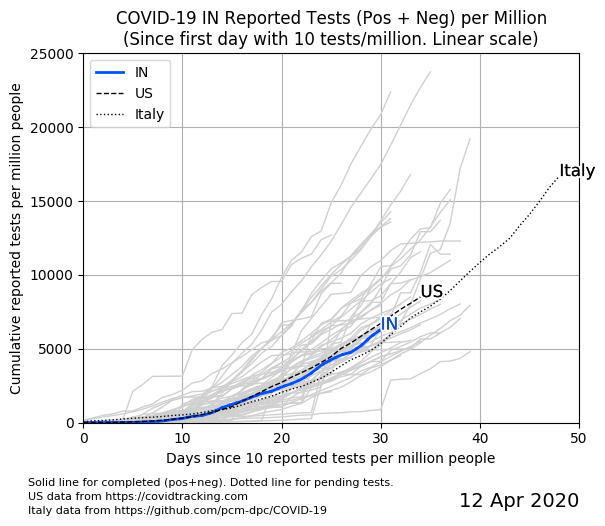 COVID-19 IN Reported Tests (Pos + Neg) per Million
(Since first day with 10 tests/million. Linear scale)
Cumulative reported tests per million people
25000
20000
15000
10000
5000
0
IN
US
Italy
Italy
US
IN
0 10 20 30 40 50
Days since 10 reported tests per million people
Solid line for completed (pos+neg). Dotted line for pending tests.
US data from https://covidtracking.com
Italy data from https://github.com/pcm-dpc/COVID-19
12 Apr 2020